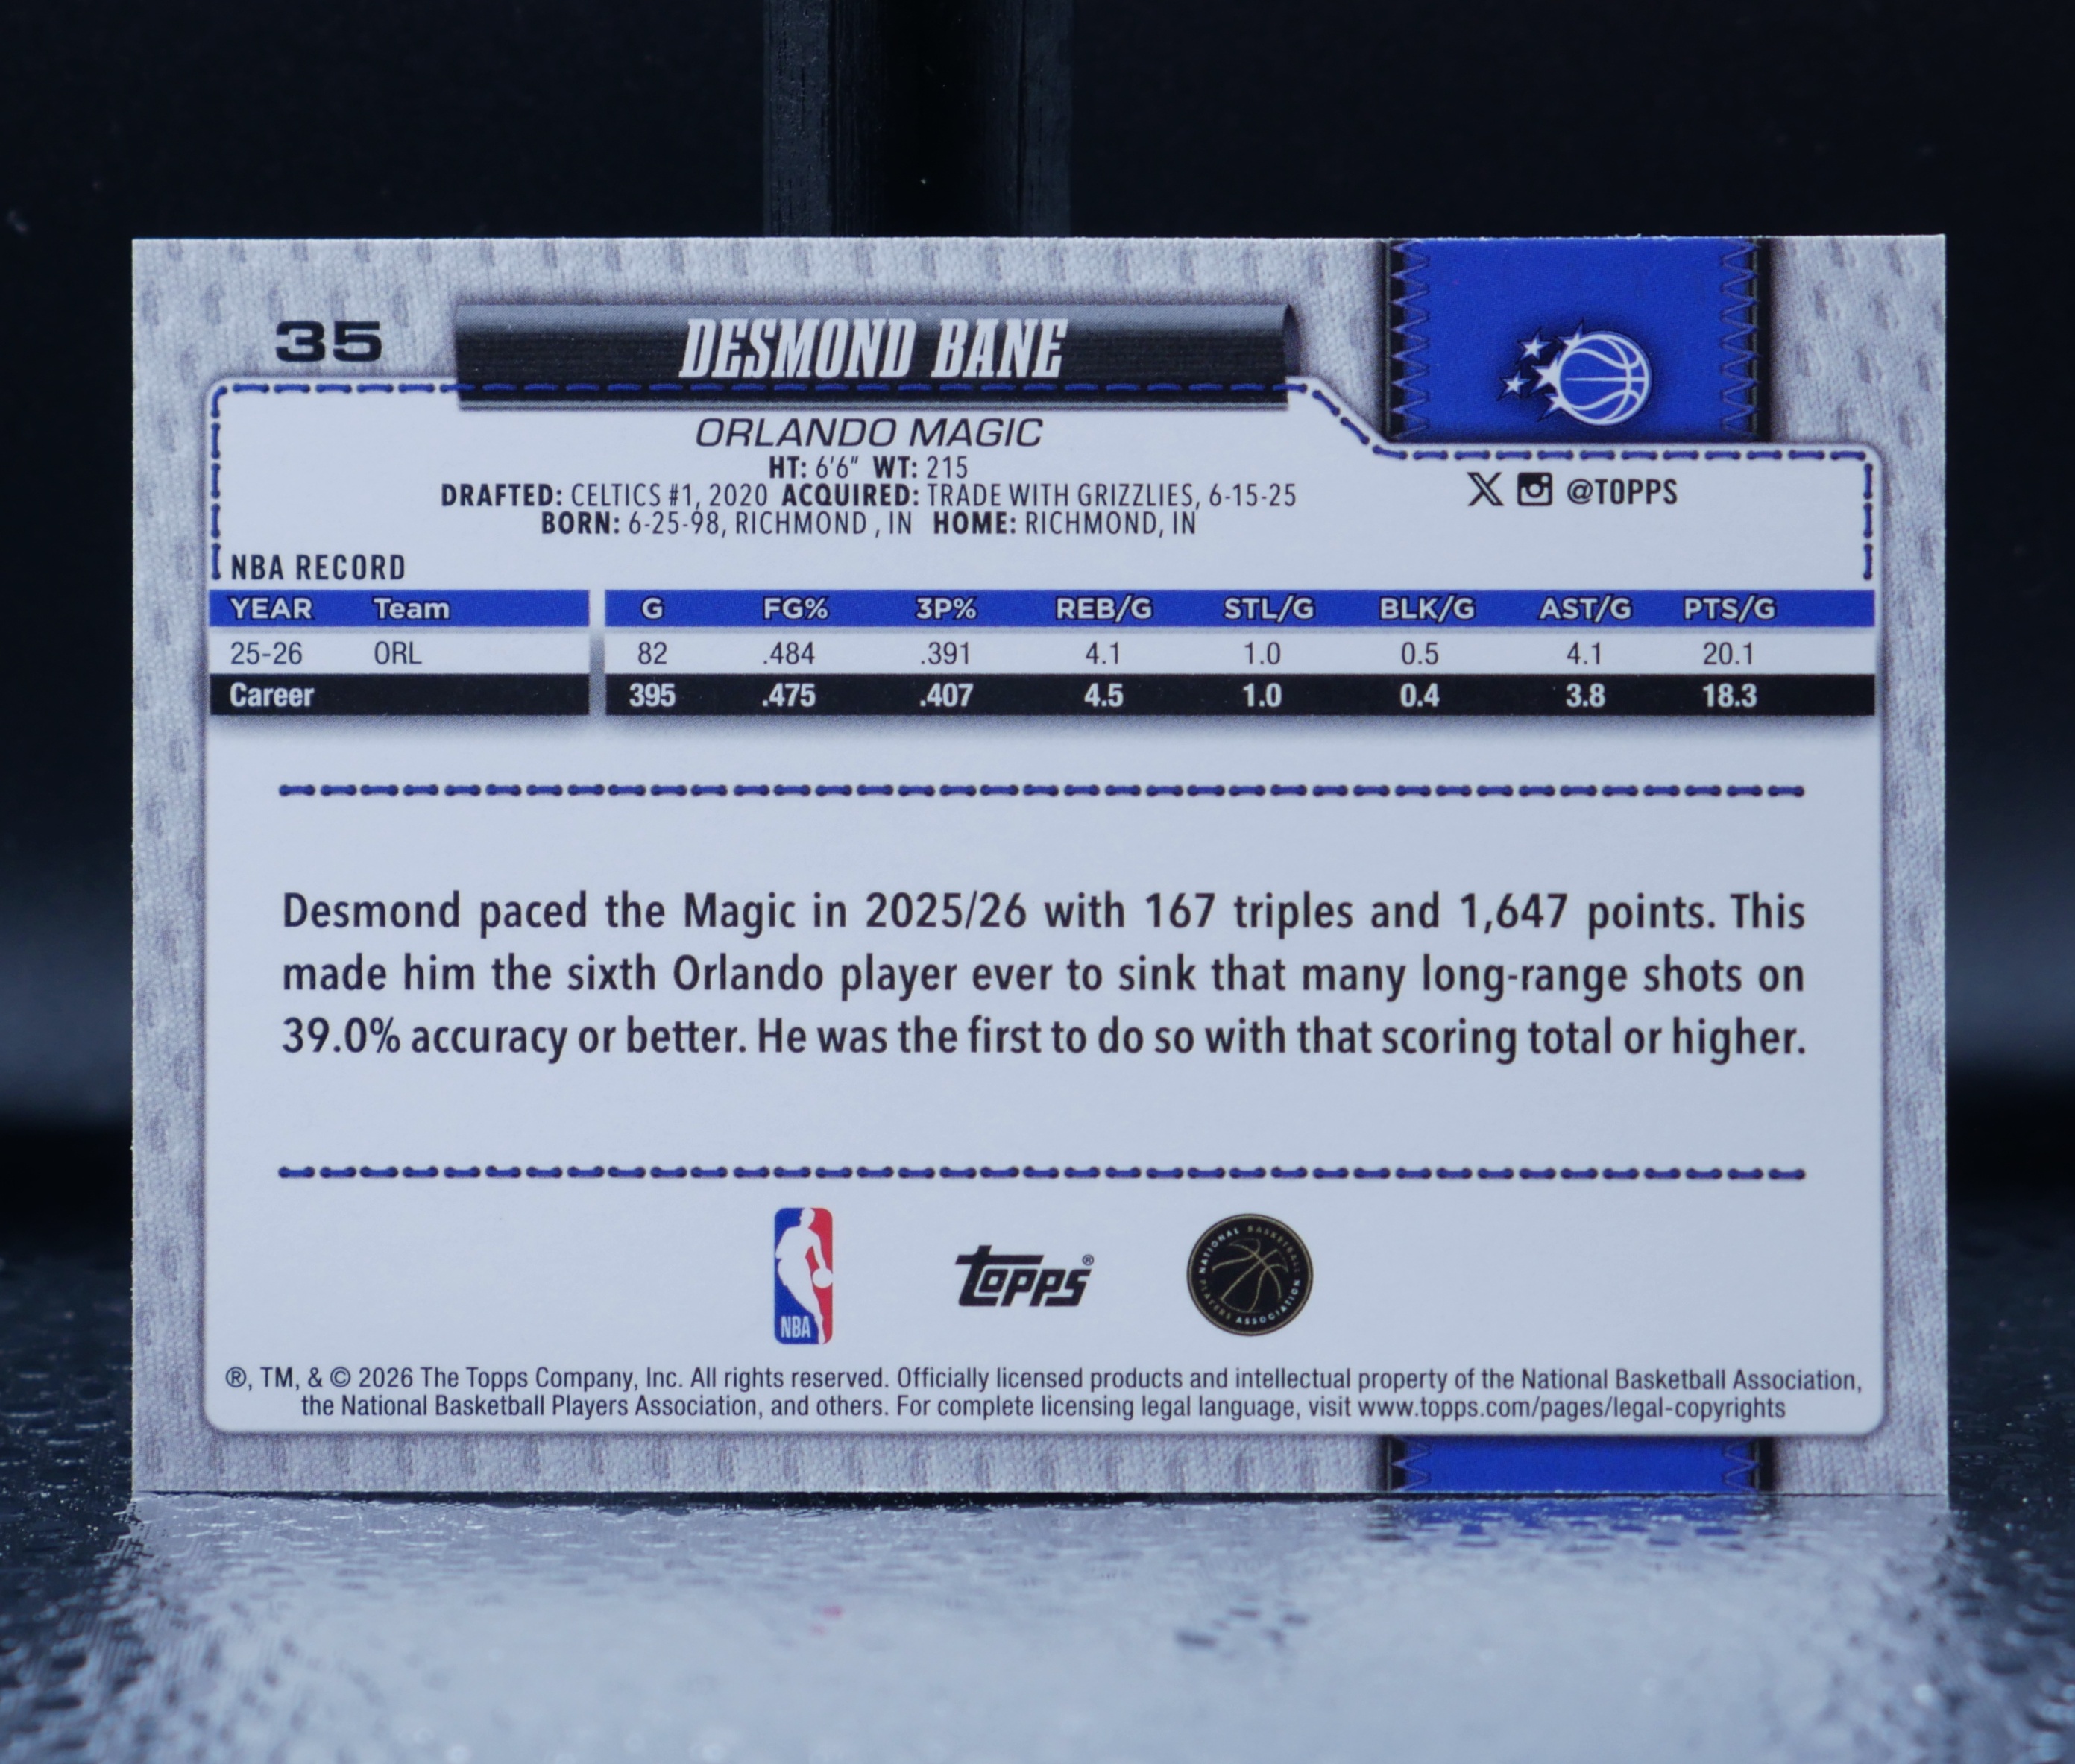 35
DESMOND BANE
ORLANDO MAGIC
HT: 6'6" WT: 215
DRAFTED: CELTICS #1, 2020 ACQUIRED: TRADE WITH GRIZZLIES, 6-15-25
BORN: 6-25-98, RICHMOND , IN HOME: RICHMOND, IN
@TOPPS
NBA RECORD
YEAR Team G FG% 3P% REB/G STL/G BLK/G AST/G PTS/G
25-26 ORL 82 .484 .391 4.1 1.0 0.5 4.1 20.1
Career 395 .475 .407 4.5 1.0 0.4 3.8 18.3
Desmond paced the Magic in 2025/26 with 167 triples and 1,647 points. This
made him the sixth Orlando player ever to sink that many long-range shots on
39.0% accuracy or better. He was the first to do so with that scoring total or higher.
NBA
topps®
NATIONAL BASKETBALL PLAYERS ASSOCIATION
®, TM, & © 2026 The Topps Company, Inc. All rights reserved. Officially licensed products and intellectual property of the National Basketball Association,
the National Basketball Players Association, and others. For complete licensing legal language, visit www.topps.com/pages/legal-copyrights